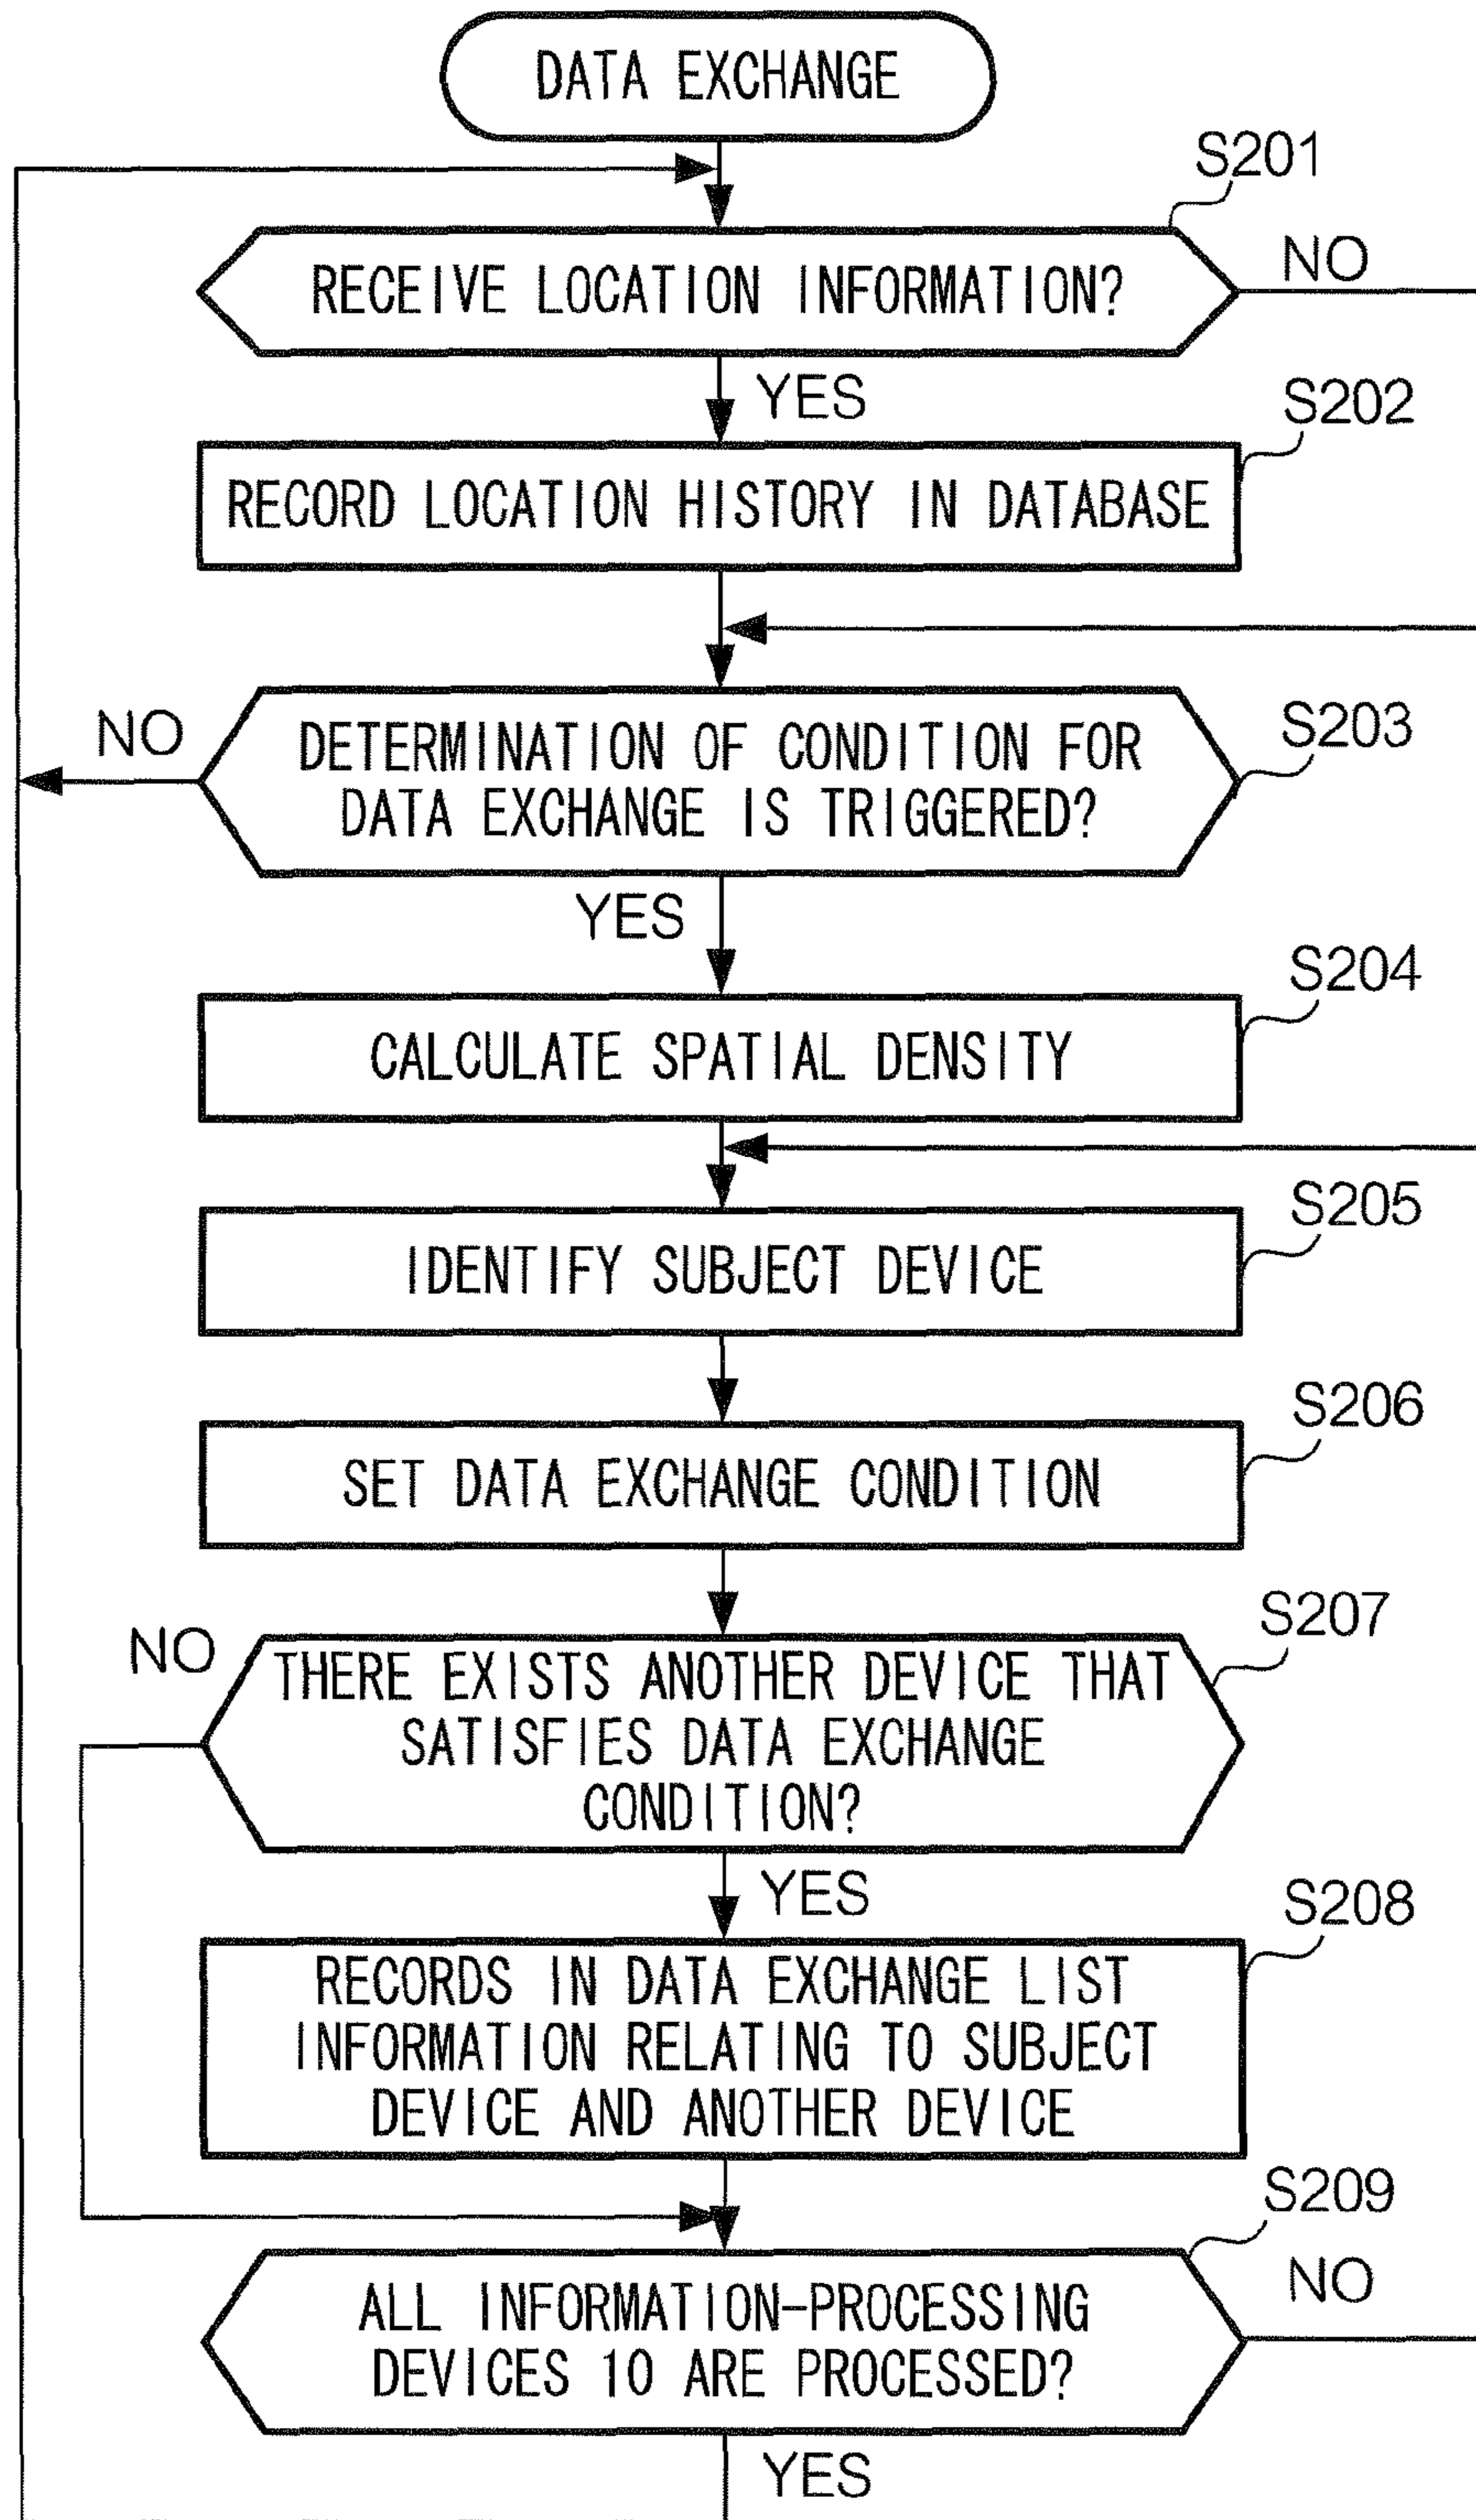 DATA EXCHANGE
S201
RECEIVE LOCATION INFORMATION?
NO
YES
S202
RECORD LOCATION HISTORY IN DATABASE
NO
DETERMINATION OF CONDITION FOR
DATA EXCHANGE IS TRIGGERED?
S203
YES
S204
CALCULATE SPATIAL DENSITY
S205
IDENTIFY SUBJECT DEVICE
S206
SET DATA EXCHANGE CONDITION
S207
NO
THERE EXISTS ANOTHER DEVICE THAT
SATISFIES DATA EXCHANGE
CONDITION?
YES
S208
RECORDS IN DATA EXCHANGE LIST
INFORMATION RELATING TO SUBJECT
DEVICE AND ANOTHER DEVICE
S209
NO
ALL INFORMATION-PROCESSING
DEVICES 10 ARE PROCESSED?
YES